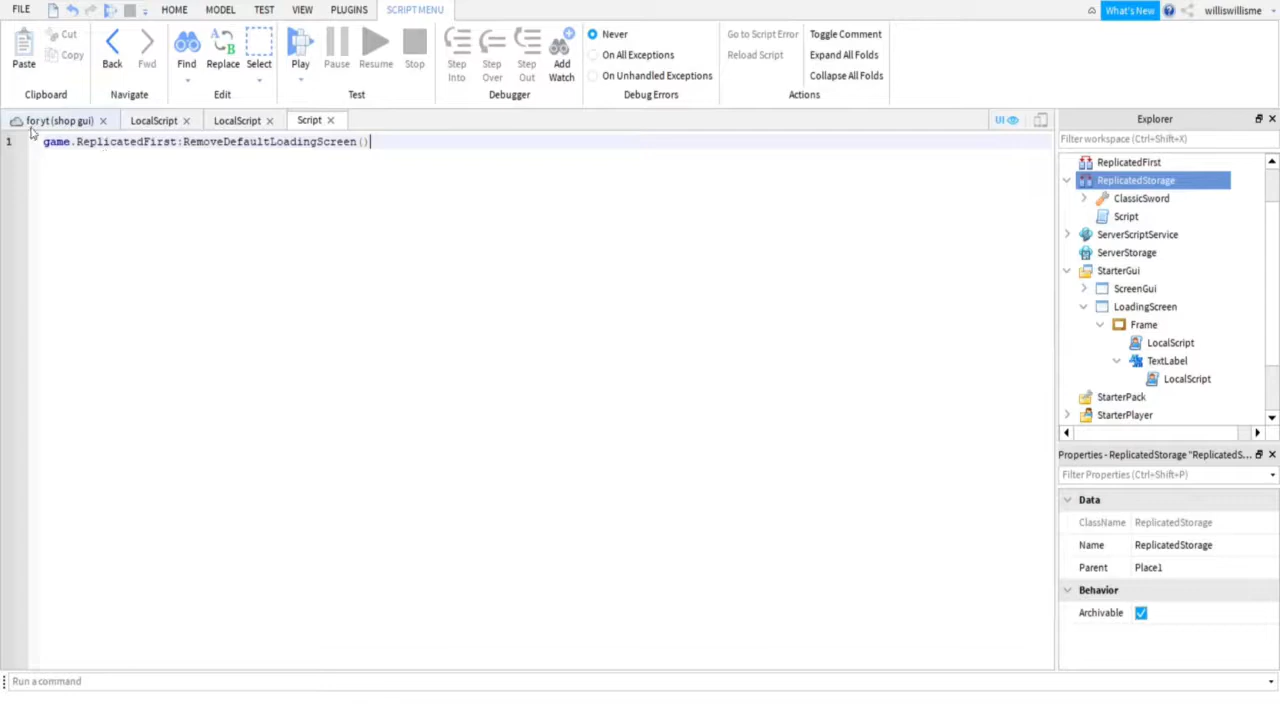 FILE HOME MODEL TEST VIEW PLUGINS SCRIPT MENU What's New williswillisme
Paste Cut Copy Back Fwd Find Replace Select Play Pause Resume Stop Step Into Step Over Step Out Add Watch
Never
On All Exceptions
On Unhandled Exceptions
Go to Script Error
Reload Script
Toggle Comment
Expand All Folds
Collapse All Folds
Clipboard Navigate Edit Test Debugger Debug Errors Actions
for yt (shop gui) LocalScript LocalScript Script UI
1 game.ReplicatedFirst:RemoveDefaultLoadingScreen()
Explorer
Filter workspace (Ctrl+Shift+X)
ReplicatedFirst
ReplicatedStorage
ClassicSword
Script
ServerScriptService
ServerStorage
StarterGui
ScreenGui
LoadingScreen
Frame
LocalScript
TextLabel
LocalScript
StarterPack
StarterPlayer
Properties - ReplicatedStorage "ReplicatedS...
Filter Properties (Ctrl+Shift+P)
Data
ClassName ReplicatedStorage
Name ReplicatedStorage
Parent Place1
Behavior
Archivable
Run a command